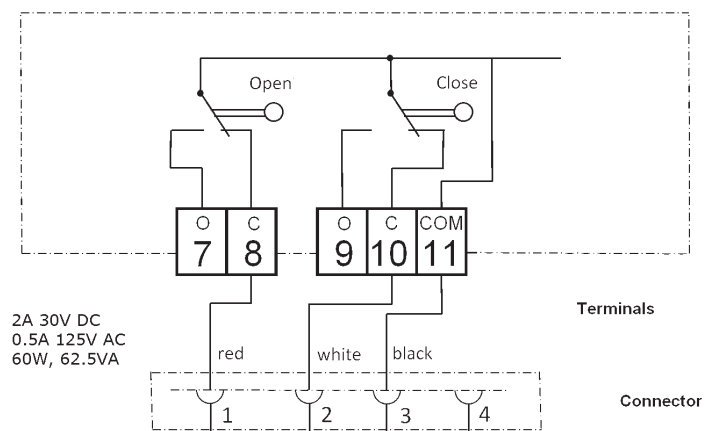 Open
Close
O C O C COM
7 8 9 10 11
Terminals
2A 30V DC
0.5A 125V AC
60W, 62.5VA
red white black
Connector
1 2 3 4